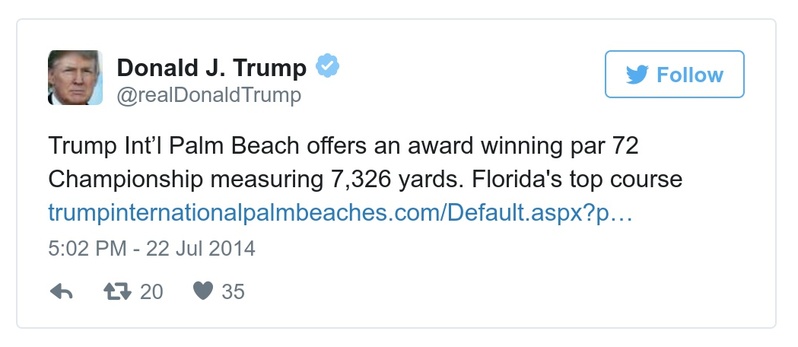 Donald J. Trump
@realDonaldTrump
Follow
Trump Int'l Palm Beach offers an award winning par 72
Championship measuring 7,326 yards. Florida's top course
trumpinternationalpalmbeaches.com/Default.aspx?p…
5:02 PM - 22 Jul 2014
20 35